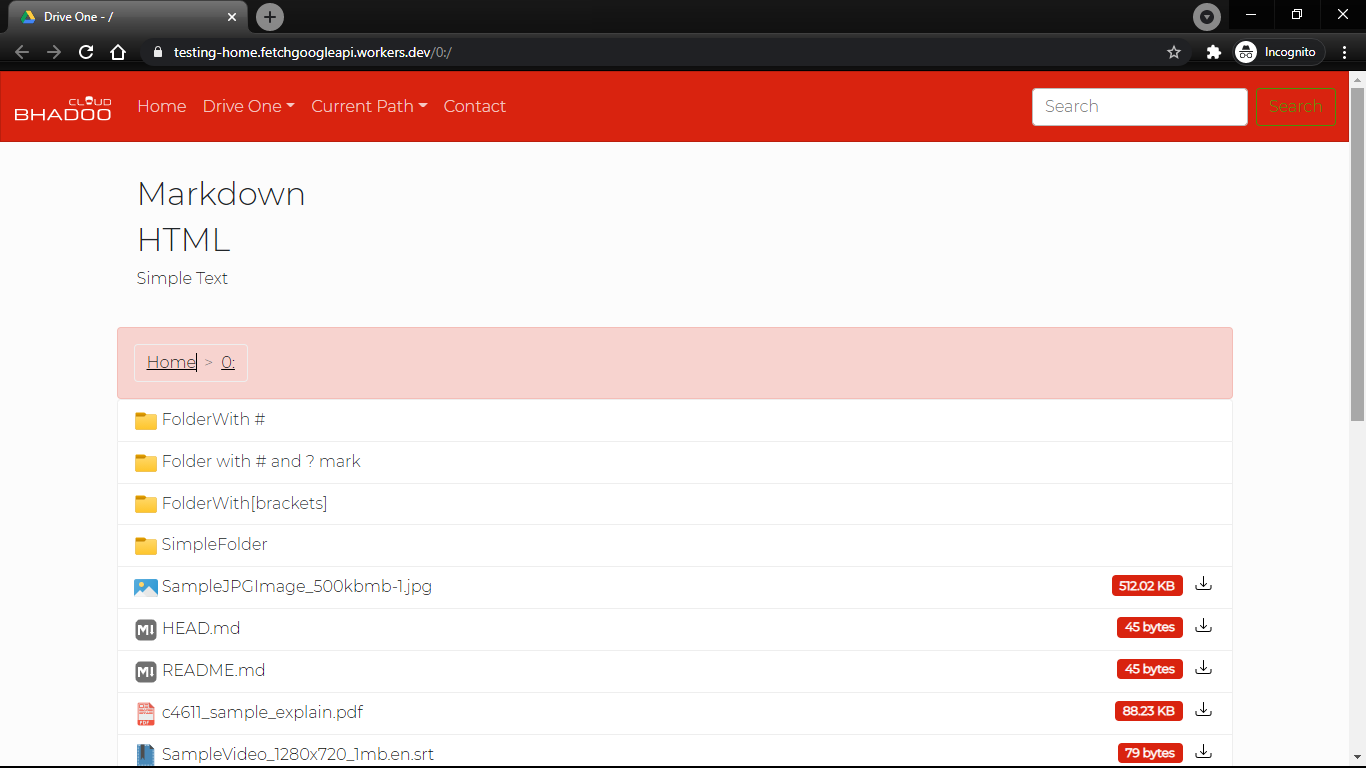 Drive One - /
testing-home.fetchgoogleapi.workers.dev/0:/
Incognito
CLOUD
BHADOO
Home Drive One Current Path Contact Search Search
Markdown
HTML
Simple Text
Home > 0:
FolderWith #
Folder with # and ? mark
FolderWith[brackets]
SimpleFolder
SampleJPGImage_500kbmb-1.jpg 512.02 KB
HEAD.md 45 bytes
README.md 45 bytes
c4611_sample_explain.pdf 88.23 KB
SampleVideo_1280x720_1mb.en.srt 79 bytes